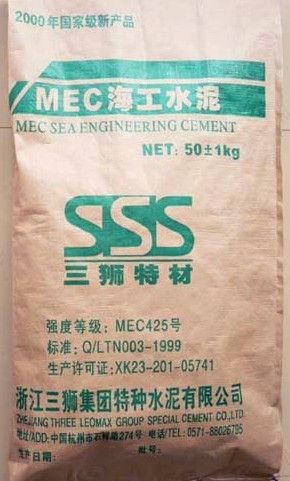 2000年国家级新产品
MEC海工水泥
MEC SEA ENGINEERING CEMENT
NET: 50±1kg
SSS
三狮特材
强度等级: MEC425号
标准: Q/LTN003-1999
生产许可证: XK23-201-05741
浙江三狮集团特种水泥有限公司
ZHEJIANG THREE LEOMAX GROUP SPECIAL CEMENT CO.,LTD
地址/ADD:中国杭州市石祥路274号 电话/TEL: 0571-88026785
生产日期: 批号: